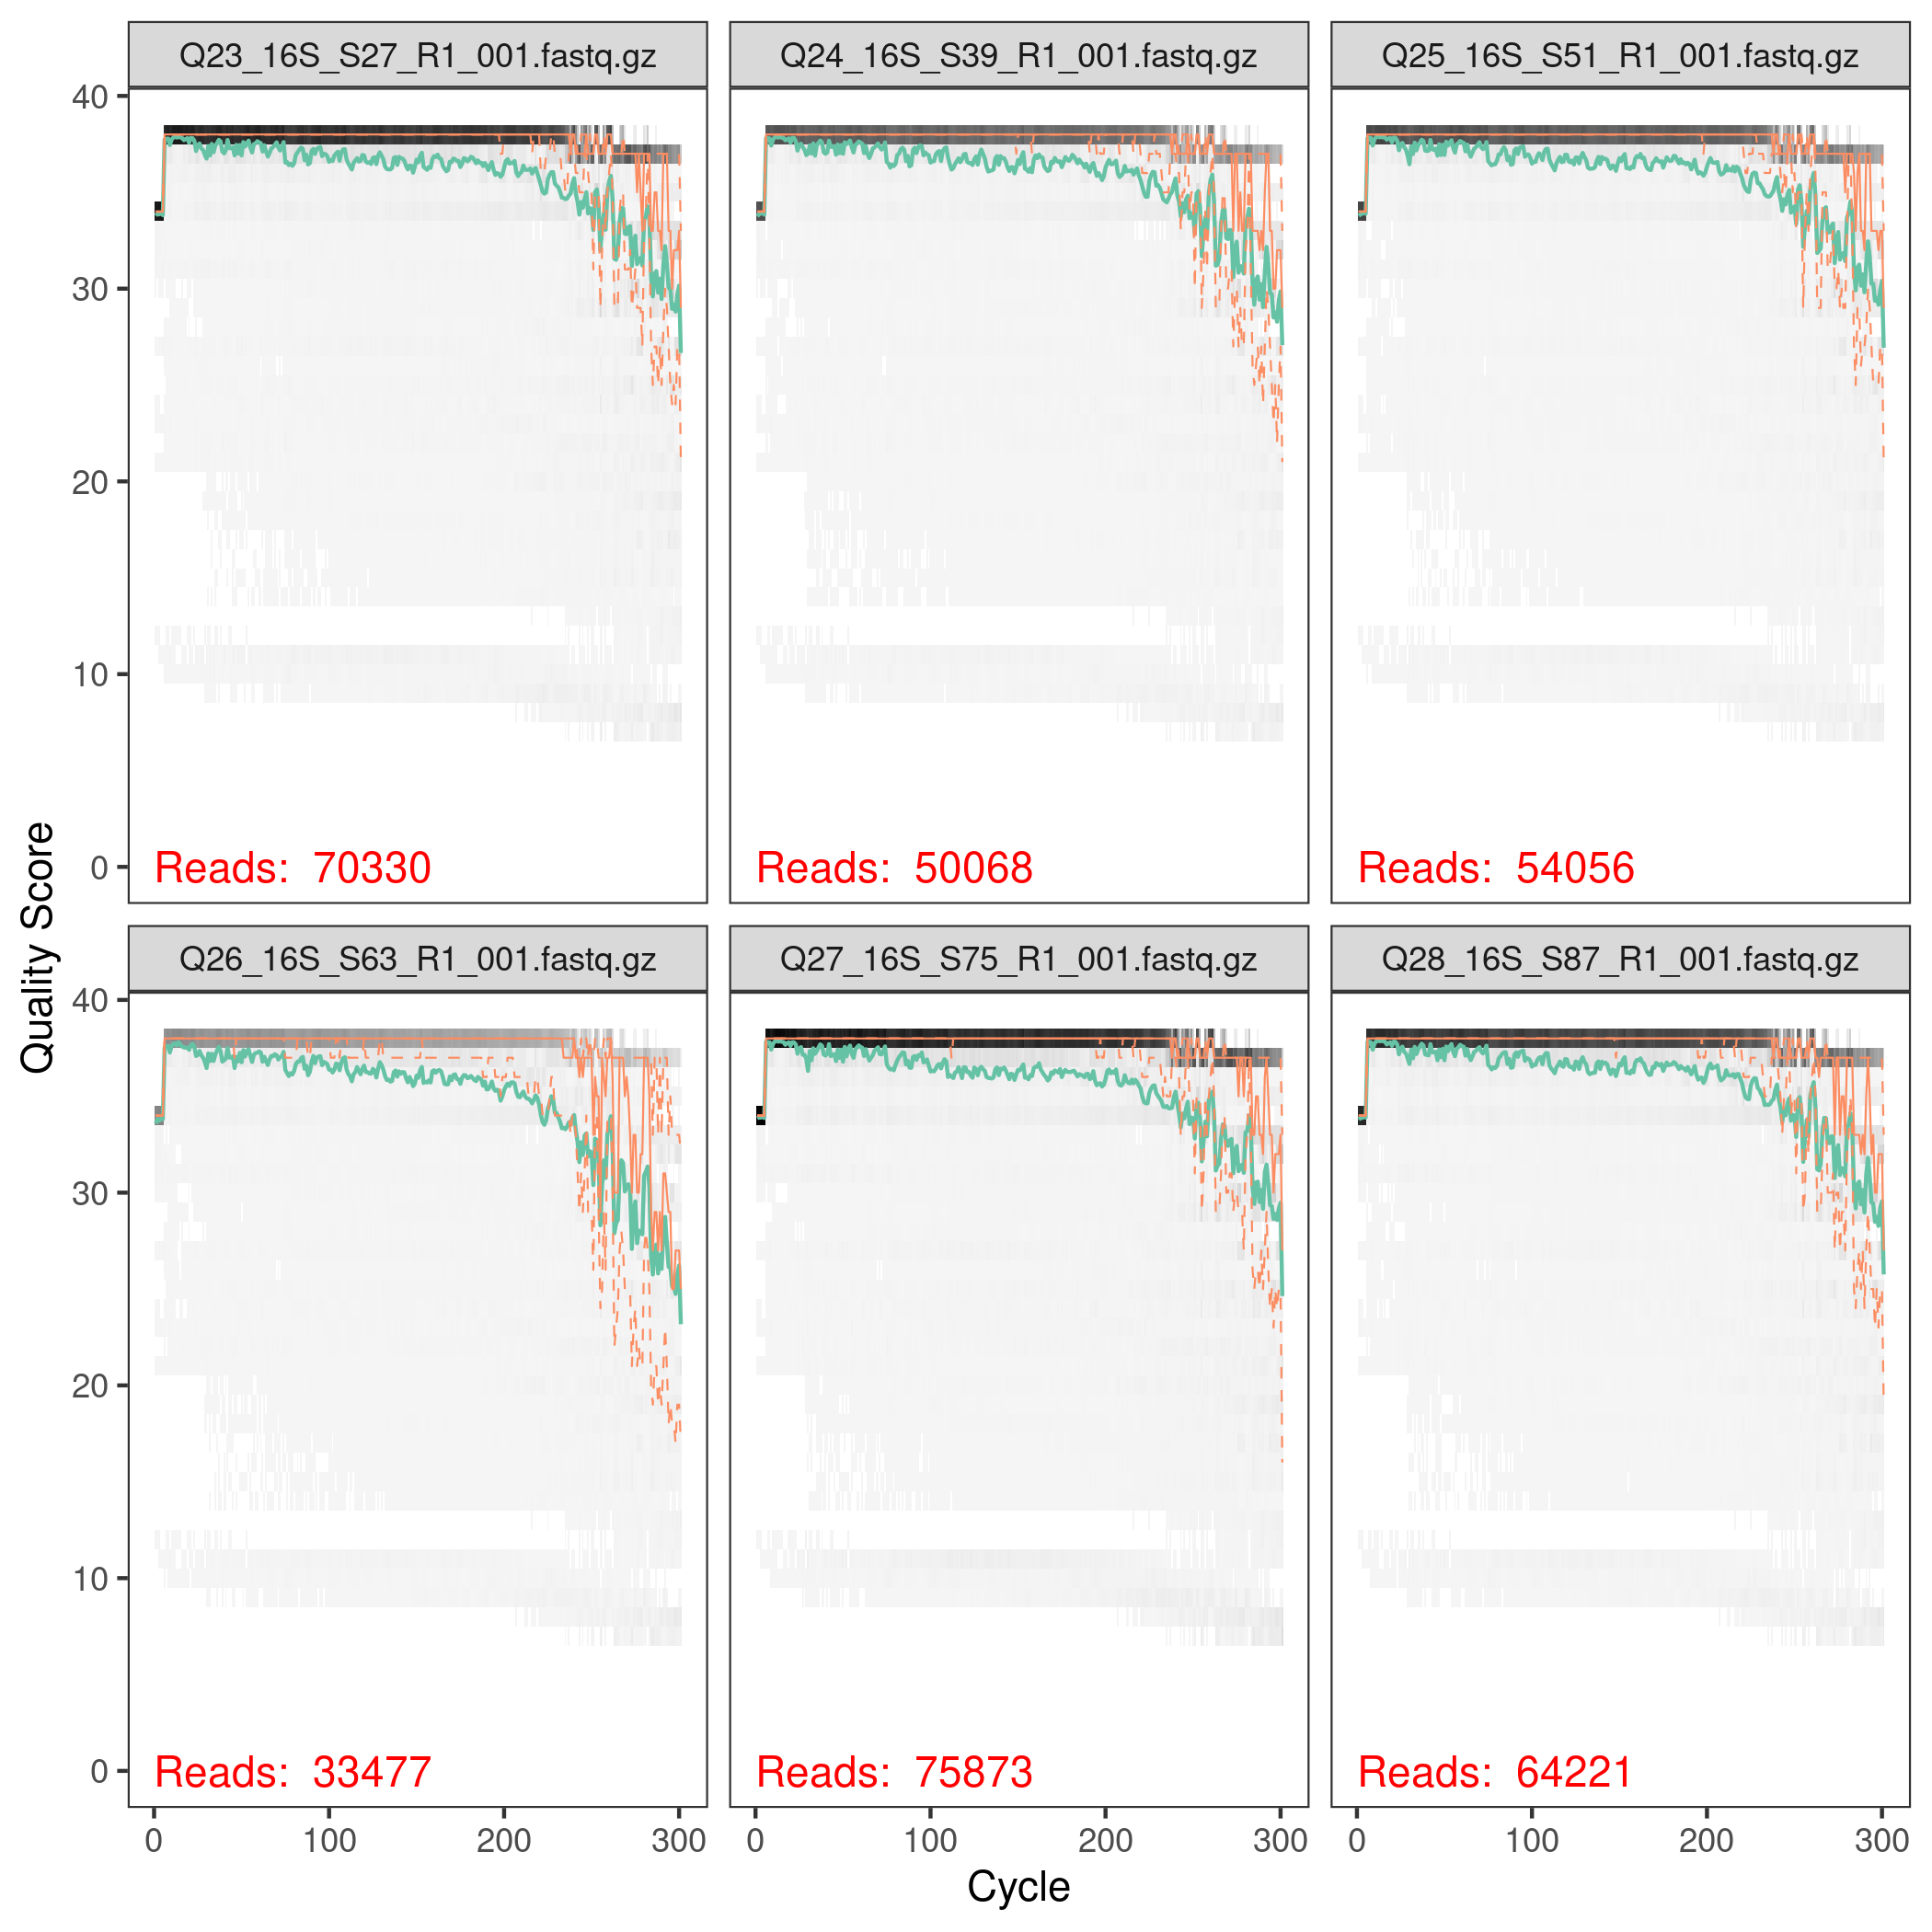 Q23_16S_S27_R1_001.fastq.gz
Q24_16S_S39_R1_001.fastq.gz
Q25_16S_S51_R1_001.fastq.gz
40
30
20
10
0
Reads: 70330
Reads: 50068
Reads: 54056
Quality Score
Q26_16S_S63_R1_001.fastq.gz
Q27_16S_S75_R1_001.fastq.gz
Q28_16S_S87_R1_001.fastq.gz
40
30
20
10
0
Reads: 33477
Reads: 75873
Reads: 64221
0 100 200 300
0 100 200 300
0 100 200 300
Cycle